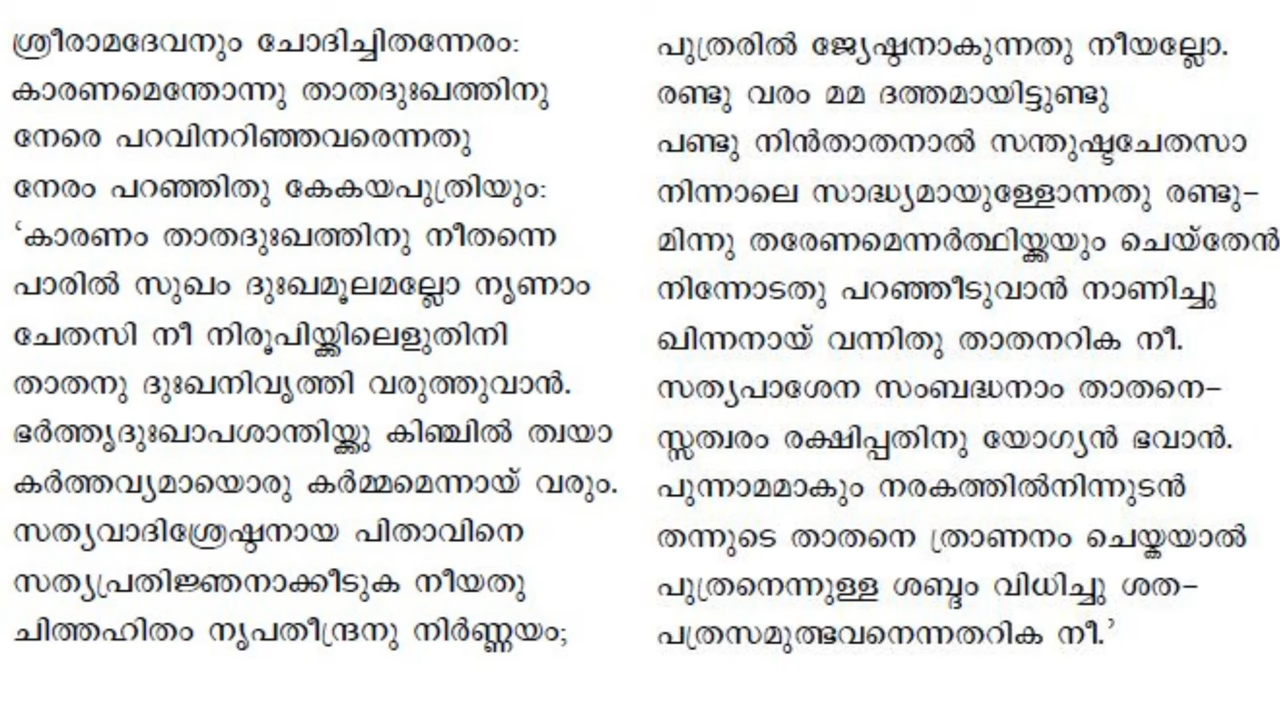 ശ്രീരാമദേവനും ചോദിച്ചിതന്നേരം:
കാരണമെന്തോന്നു താതദുഃഖത്തിനു
നേരെ പറവിനറിഞ്ഞവരെന്നതു
നേരം പറഞ്ഞിതു കേകയപുത്രിയും:
‘കാരണം താതദുഃഖത്തിനു നീതന്നെ
പാരിൽ സുഖം ദുഃഖമൂലമല്ലോ നൃണാം
ചേതസി നീ നിരൂപിയ്ക്കിലെളുതിനി
താതനു ദുഃഖനിവൃത്തി വരുത്തുവാൻ.
ഭർത്തൃദുഃഖാപശാന്തിയ്ക്കു കിഞ്ചിൽ ത്വയാ
കർത്തവ്യമായൊരു കർമ്മമെന്നായ് വരും.
സത്യവാദിശ്രേഷ്ഠനായ പിതാവിനെ
സത്യപ്രതിജ്ഞനാക്കീടുക നീയതു
ചിത്തഹിതം നൃപതീന്ദ്രനു നിർണ്ണയം;
പുത്രരിൽ ജ്യേഷ്ഠനാകുന്നതു നീയല്ലോ.
രണ്ടു വരം മമ ദത്തമായിട്ടുണ്ടു
പണ്ടു നിൻതാതനാൽ സന്തുഷ്ടചേതസാ
നിന്നാലെ സാദ്ധ്യമായുള്ളോന്നതു രണ്ടു-
മിന്നു തരേണമെന്നർത്ഥിയ്ക്കയും ചെയ്തേൻ
നിന്നോടതു പറഞ്ഞീടുവാൻ നാണിച്ചു
ഖിന്നനായ് വന്നിതു താതനറിക നീ.
സത്യപാശേന സംബദ്ധനാം താതനെ-
സ്സത്വരം രക്ഷിപ്പതിനു യോഗ്യൻ ഭവാൻ.
പുന്നാമമാകും നരകത്തിൽനിന്നുടൻ
തന്നുടെ താതനെ ത്രാണനം ചെയ്കയാൽ
പുത്രനെന്നുള്ള ശബ്ദം വിധിച്ചു ശത-
പത്രസമുത്ഭവനെന്നതറിക നീ.’